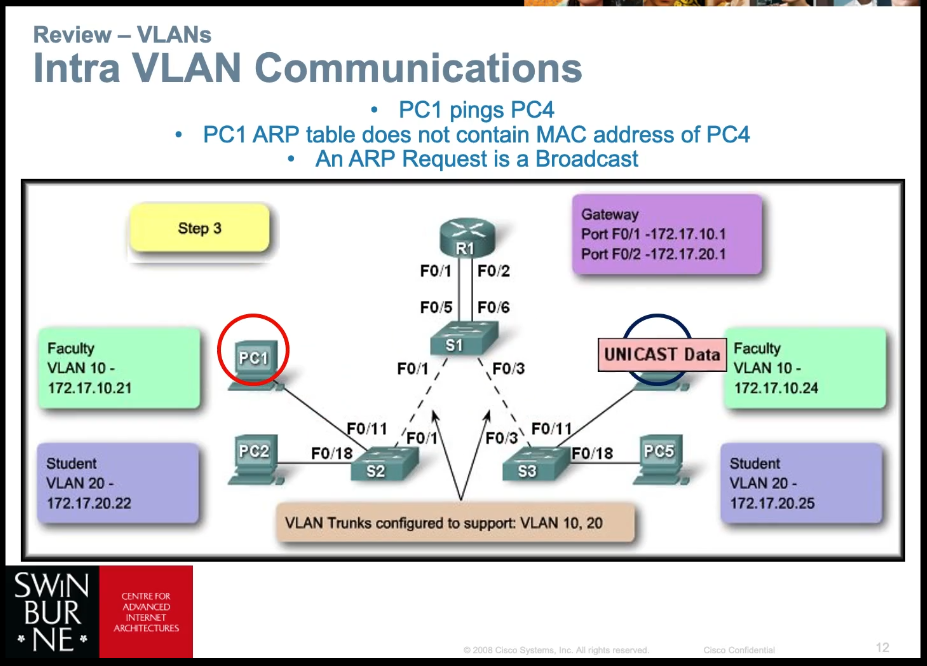 Review – VLANs
Intra VLAN Communications
• PC1 pings PC4
• PC1 ARP table does not contain MAC address of PC4
• An ARP Request is a Broadcast
Step 3
R1
Gateway
Port F0/1 -172.17.10.1
Port F0/2 -172.17.20.1
F0/1
F0/2
F0/5
F0/6
S1
Faculty
VLAN 10 -
172.17.10.21
PC1
F0/1
F0/3
UNICAST Data
Faculty
VLAN 10 -
172.17.10.24
F0/11
F0/1
F0/3
F0/11
Student
VLAN 20 -
172.17.20.22
PC2
F0/18
S2
S3
F0/18
PC5
Student
VLAN 20 -
172.17.20.25
VLAN Trunks configured to support: VLAN 10, 20
SWIN
BUR
* NE *
CENTRE FOR
ADVANCED
INTERNET
ARCHITECTURES
© 2008 Cisco Systems, Inc. All rights reserved.
Cisco Confidential
12